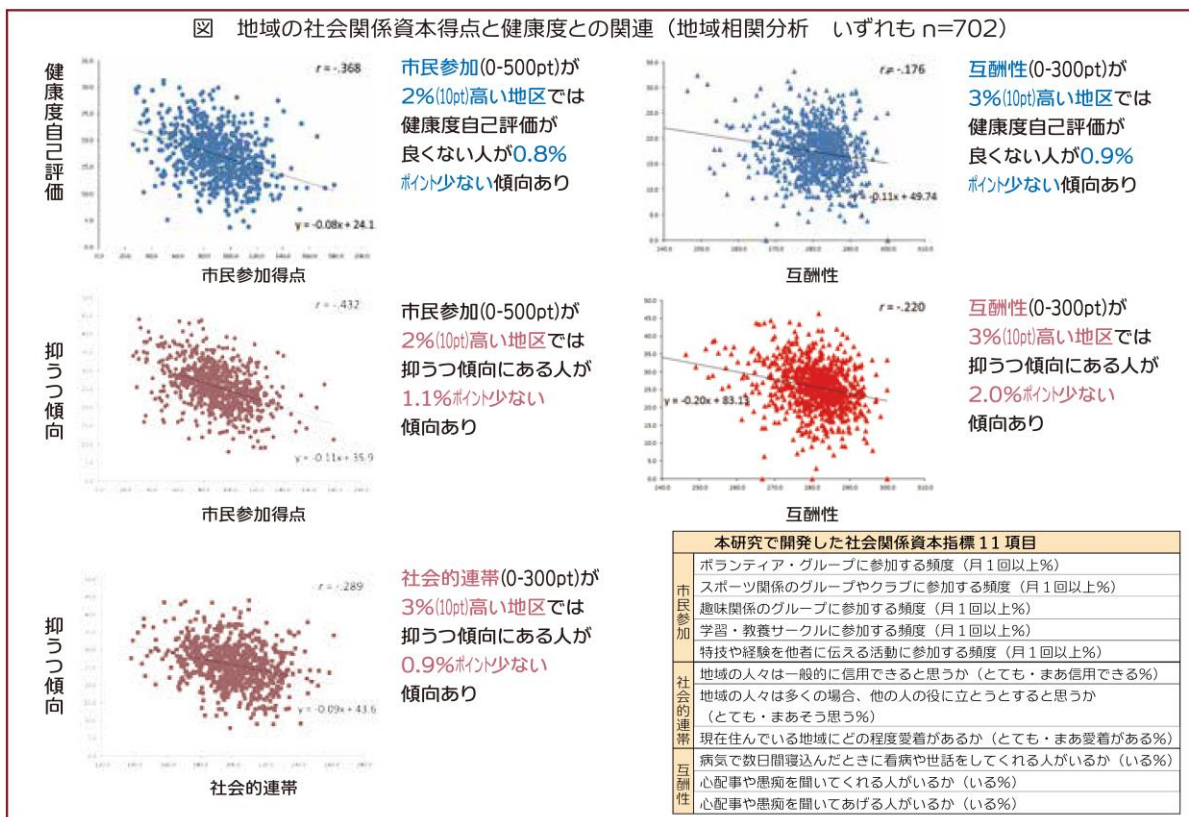 図　地域の社会関係資本得点と健康度との関連（地域相関分析　いずれも n=702）
健康度自己評価
r = -.368
y = -0.08x + 24.1
市民参加得点
市民参加(0-500pt)が
2%(10pt)高い地区では
健康度自己評価が
良くない人が0.8%
ポイント少ない傾向あり
r = -.176
y = -0.11x + 49.74
互酬性
互酬性(0-300pt)が
3%(10pt)高い地区では
健康度自己評価が
良くない人が0.9%
ポイント少ない傾向あり
抑うつ傾向
r = -.432
y = -0.11x + 35.9
市民参加得点
市民参加(0-500pt)が
2%(10pt)高い地区では
抑うつ傾向にある人が
1.1%ポイント少ない
傾向あり
r = -.220
y = -0.20x + 83.13
240.0 250.0 260.0 270.0 280.0 290.0 300.0 310.0
互酬性
互酬性(0-300pt)が
3%(10pt)高い地区では
抑うつ傾向にある人が
2.0%ポイント少ない
傾向あり
抑うつ傾向
r = -.289
y = -0.09x + 43.6
社会的連帯
社会的連帯(0-300pt)が
3%(10pt)高い地区では
抑うつ傾向にある人が
0.9%ポイント少ない
傾向あり
本研究で開発した社会関係資本指標11項目
市民参加
ボランティア・グループに参加する頻度（月１回以上%）
スポーツ関係のグループやクラブに参加する頻度（月１回以上%）
趣味関係のグループに参加する頻度（月１回以上%）
学習・教養サークルに参加する頻度（月１回以上%）
特技や経験を他者に伝える活動に参加する頻度（月１回以上%）
社会的連帯
地域の人々は一般的に信用できると思うか（とても・まあ信用できる%）
地域の人々は多くの場合、他の人の役に立とうとすると思うか
（とても・まあそう思う%）
現在住んでいる地域にどの程度愛着があるか（とても・まあ愛着がある%）
互酬性
病気で数日間寝込んだときに看病や世話をしてくれる人がいるか（いる%）
心配事や愚痴を聞いてくれる人がいるか（いる%）
心配事や愚痴を聞いてあげる人がいるか（いる%）